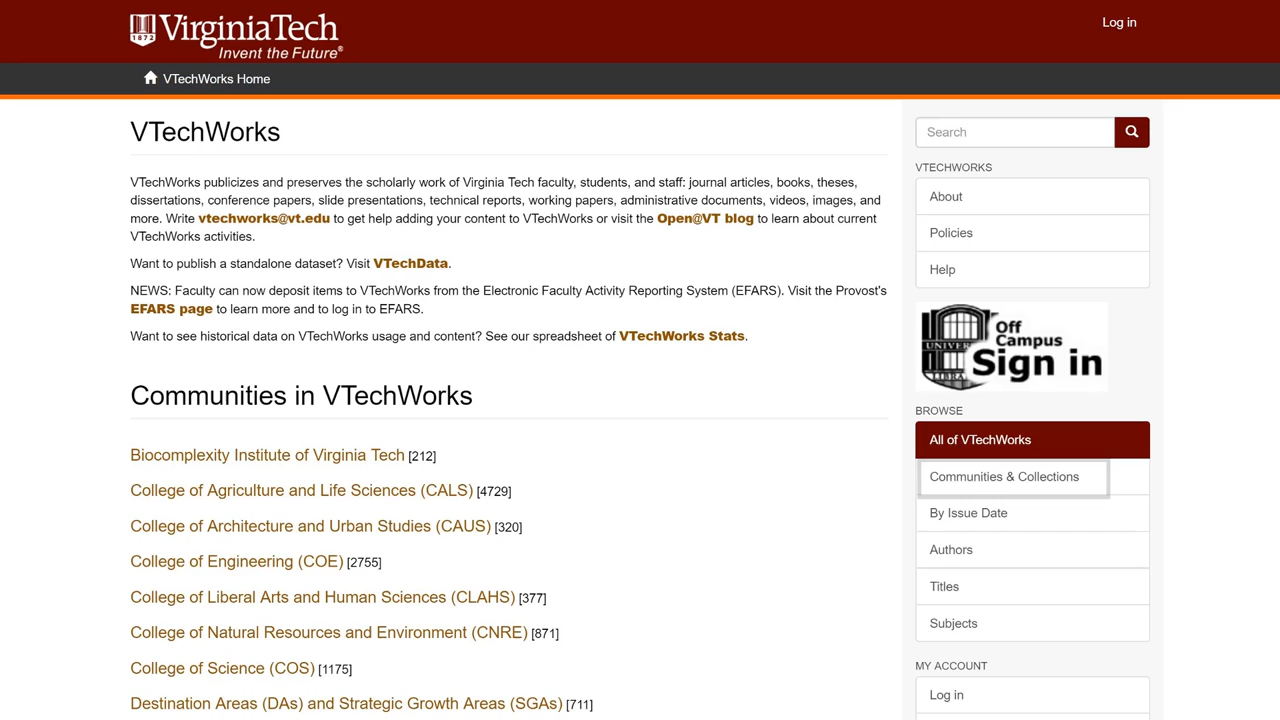 VirginiaTech
1872
Invent the Future®
Log in
VTechWorks Home
VTechWorks
VTechWorks publicizes and preserves the scholarly work of Virginia Tech faculty, students, and staff: journal articles, books, theses,
dissertations, conference papers, slide presentations, technical reports, working papers, administrative documents, videos, images, and
more. Write vtechworks@vt.edu to get help adding your content to VTechWorks or visit the Open@VT blog to learn about current
VTechWorks activities.
Want to publish a standalone dataset? Visit VTechData.
NEWS: Faculty can now deposit items to VTechWorks from the Electronic Faculty Activity Reporting System (EFARS). Visit the Provost's
EFARS page to learn more and to log in to EFARS.
Want to see historical data on VTechWorks usage and content? See our spreadsheet of VTechWorks Stats.
Communities in VTechWorks
Biocomplexity Institute of Virginia Tech [212]
College of Agriculture and Life Sciences (CALS) [4729]
College of Architecture and Urban Studies (CAUS) [320]
College of Engineering (COE) [2755]
College of Liberal Arts and Human Sciences (CLAHS) [377]
College of Natural Resources and Environment (CNRE) [871]
College of Science (COS) [1175]
Destination Areas (DAs) and Strategic Growth Areas (SGAs) [711]
Search
VTECHWORKS
About
Policies
Help
Off
Campus
Sign in
UNIVER
LIBRA
BROWSE
All of VTechWorks
Communities & Collections
By Issue Date
Authors
Titles
Subjects
MY ACCOUNT
Log in